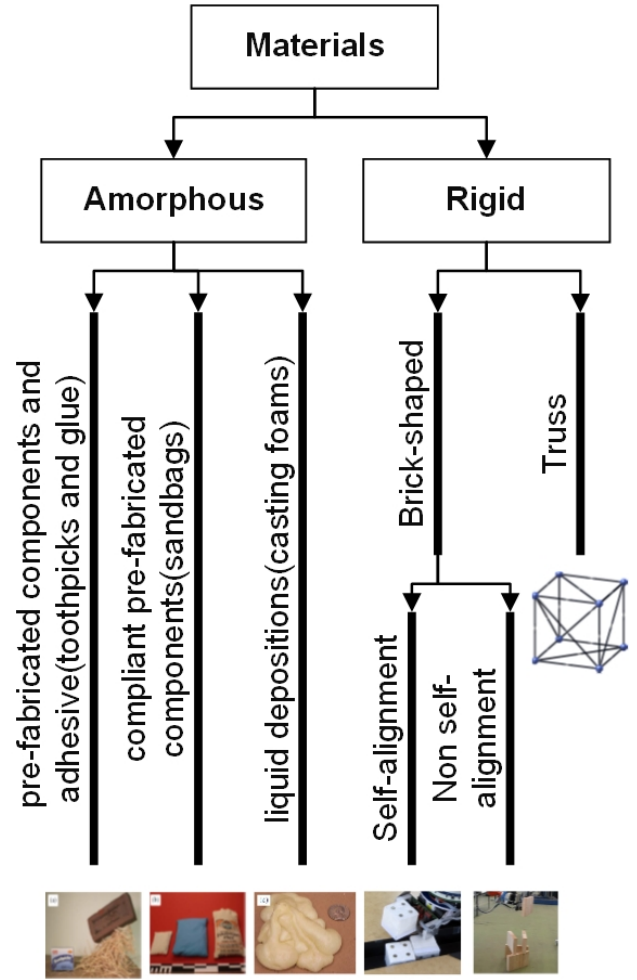 Materials
Amorphous
Rigid
pre-fabricated components and
adhesive(toothpicks and glue)
compliant pre-fabricated
components(sandbags)
liquid depositions(casting foams)
Brick-shaped
Truss
Self-alignment
Non self-
alignment
(a)
(b)